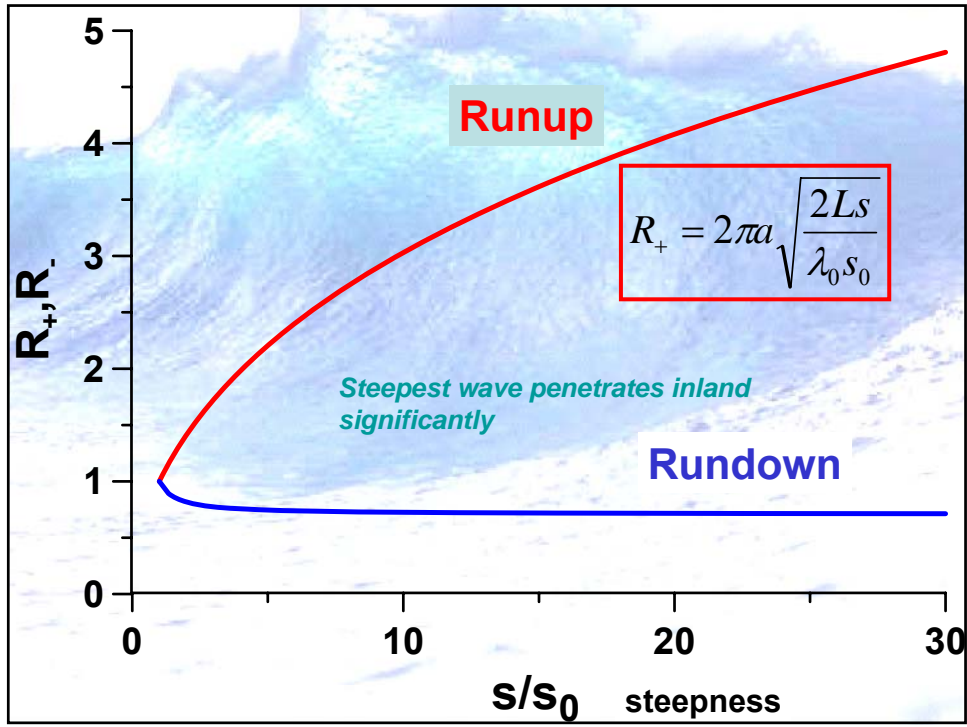 5
4
3
2
1
0
R₊,R₋
Runup
R₊ = 2πa√(2Ls/λ₀s₀)
Steepest wave penetrates inland
significantly
Rundown
0 10 20 30
s/s₀ steepness